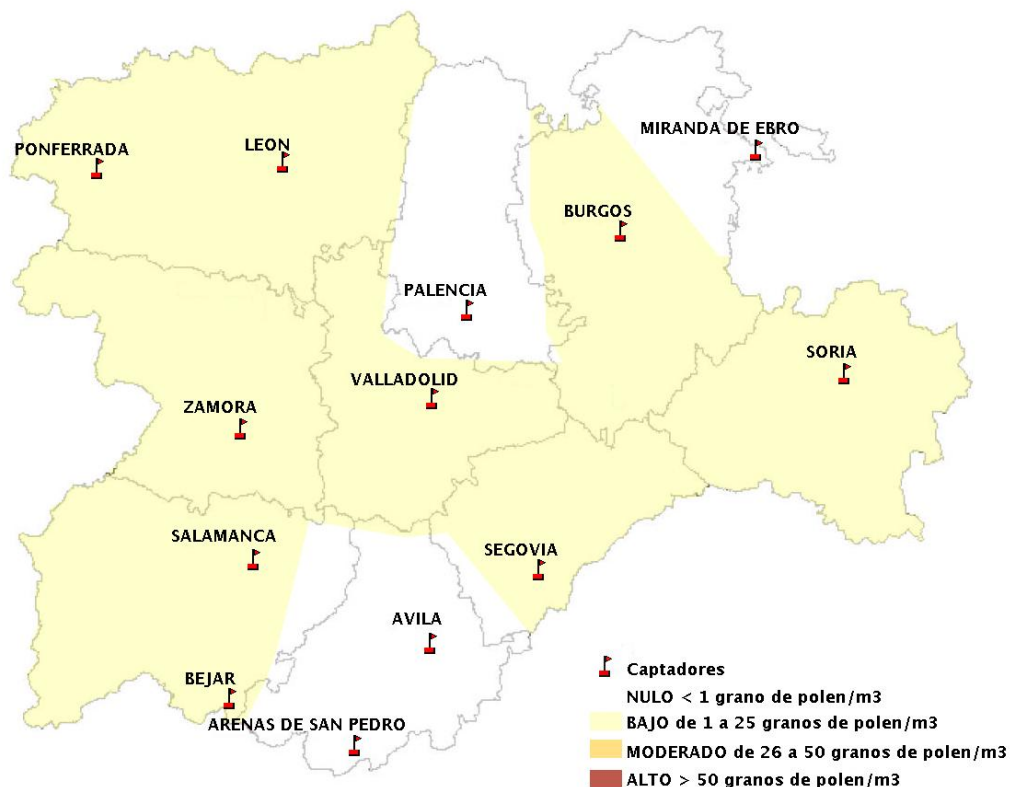 MIRANDA DE EBRO
PONFERRADA
LEON
BURGOS
PALENCIA
SORIA
VALLADOLID
ZAMORA
SALAMANCA
SEGOVIA
AVILA
BEJAR
ARENAS DE SAN PEDRO
Captadores
NULO < 1 grano de polen/m3
BAJO de 1 a 25 granos de polen/m3
MODERADO de 26 a 50 granos de polen/m3
ALTO > 50 granos de polen/m3